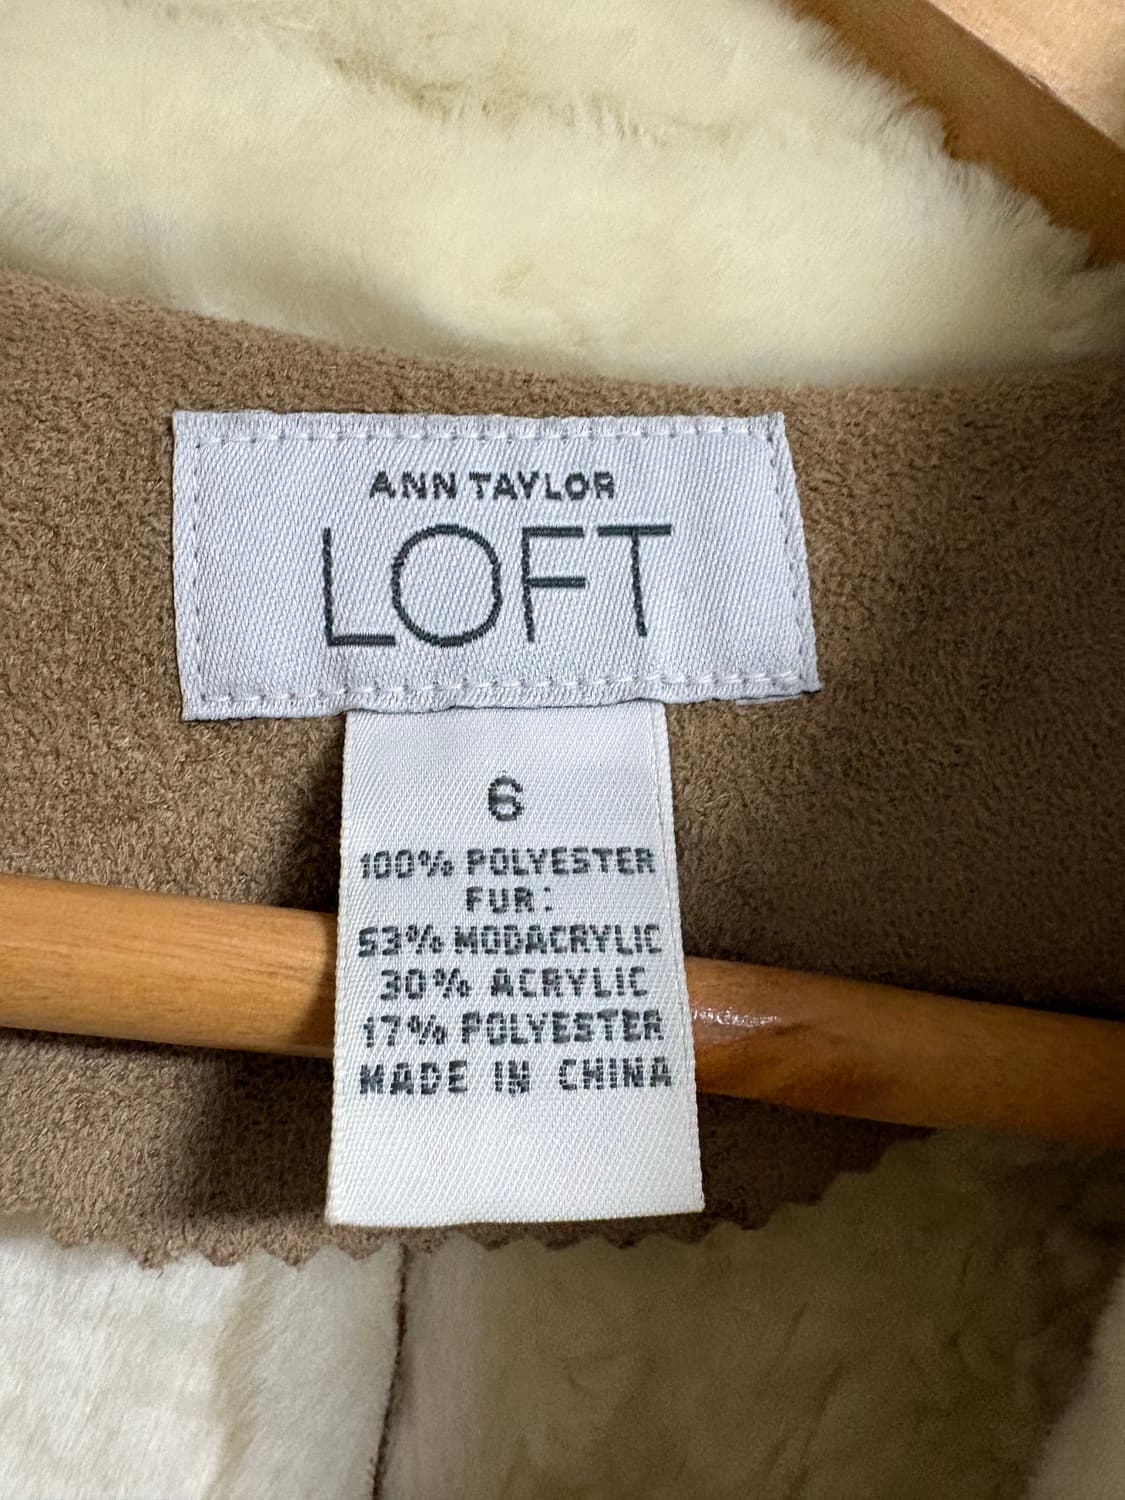 ANN TAYLOR
LOFT
6
100% POLYESTER
FUR:
53% MODACRYLIC
30% ACRYLIC
17% POLYESTER
MADE IN CHINA